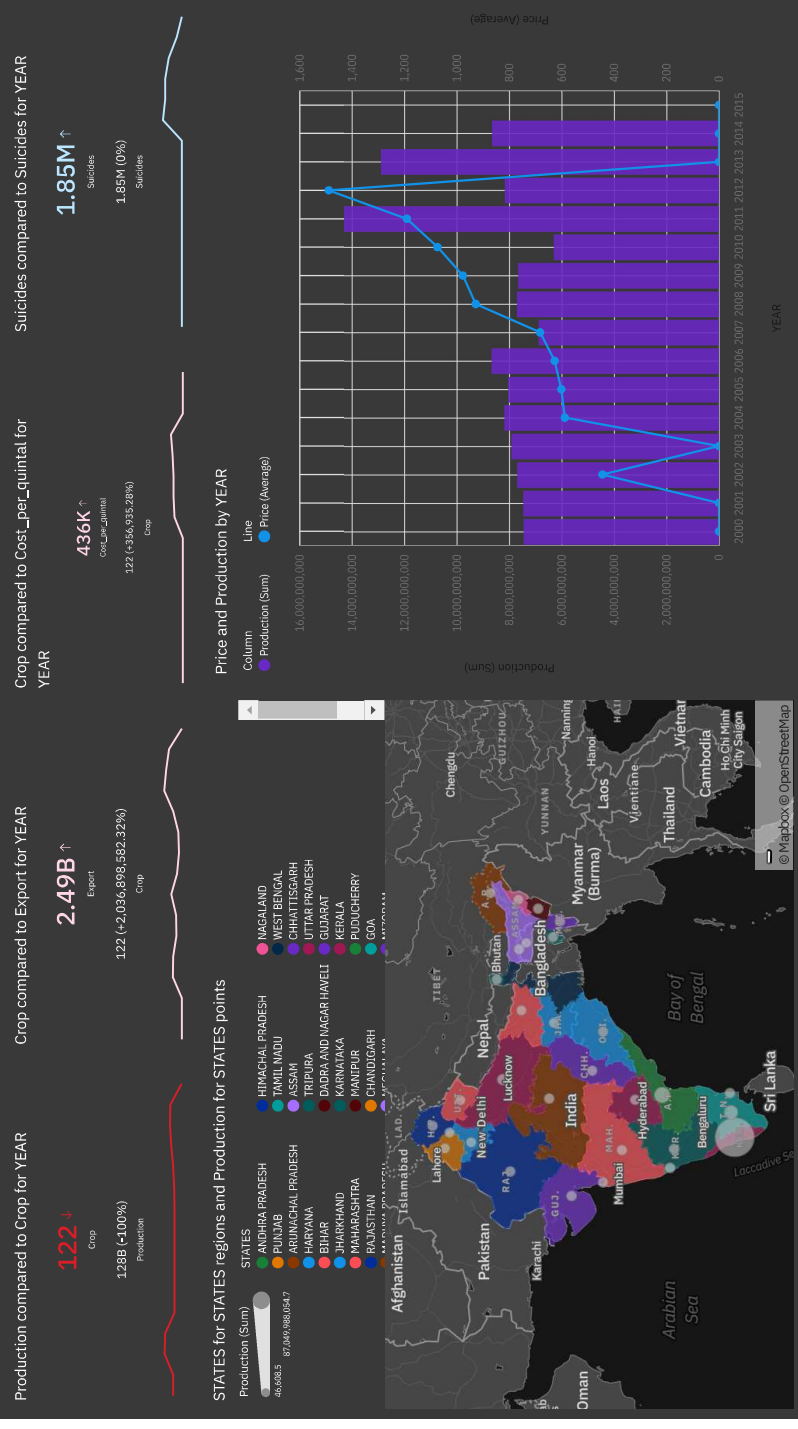 Production compared to Crop for YEAR
122 ↓
Crop
128B (-100%)
Production
Crop compared to Export for YEAR
2.49B ↑
Export
122 (+2,036,898,582.32%)
Crop
Crop compared to Cost_per_quintal for
YEAR
436K ↑
Cost_per_quintal
122 (+356,935.28%)
Crop
Suicides compared to Suicides for YEAR
1.85M ↑
Suicides
1.85M (0%)
Suicides
STATES for STATES regions and Production for STATES points
Production (Sum)
46,608.5
87,049,988,054.7
STATES
ANDHRA PRADESH
PUNJAB
ARUNACHAL PRADESH
HARYANA
BIHAR
JHARKHAND
MAHARASHTRA
RAJASTHAN
MADHYA PRADESH
HIMACHAL PRADESH
TAMIL NADU
ASSAM
TRIPURA
DADRA AND NAGAR HAVELI
KARNATAKA
MANIPUR
CHANDIGARH
MEGHALAYA
NAGALAND
WEST BENGAL
CHHATTISGARH
UTTAR PRADESH
GUJARAT
KERALA
PUDUCHERRY
GOA
MIZORAM
Afghanistan
Islamabad
LAD.
TIBET
Chengdu
GUIZHOU
Lahore
H.P.
Pakistan
New Delhi
Nepal
Lucknow
Bhutan
A.R.
ASSAM
YUNNAN
Nanning
HAI
Karachi
RAJ.
GUJ.
India
CHH.
Bangladesh
Myanmar
(Burma)
Hanoi
Laos
Vientiane
Thailand
Vietnam
Cambodia
Ho Chi Minh
City Saigon
Oman
MAH.
Mumbai
Hyderabad
Bengaluru
Arabian
Sea
Bay of
Bengal
Laccadive Se
Sri Lanka
© Mapbox © OpenStreetMap
Price and Production by YEAR
Column
Production (Sum)
Line
Price (Average)
Production (Sum)
16,000,000,000
14,000,000,000
12,000,000,000
10,000,000,000
8,000,000,000
6,000,000,000
4,000,000,000
2,000,000,000
0
1,600
1,400
1,200
1,000
800
600
400
200
0
Price (Average)
2000 2001 2002 2003 2004 2005 2006 2007 2008 2009 2010 2011 2012 2013 2014 2015
YEAR